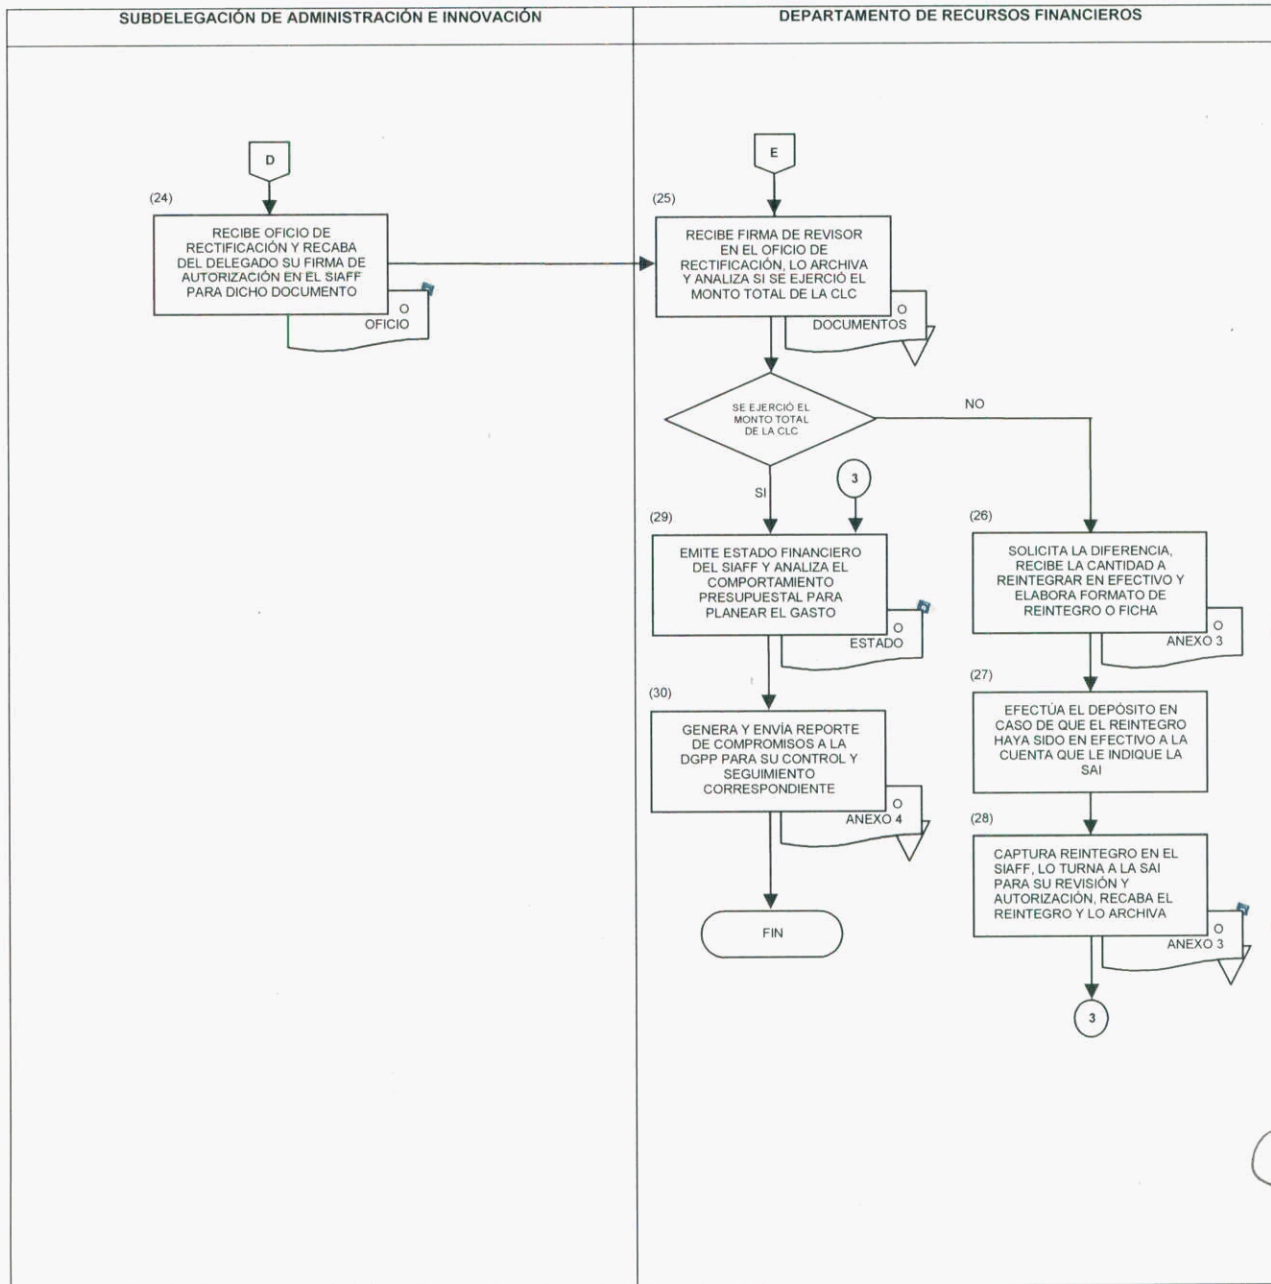 SUBDELEGACIÓN DE ADMINISTRACIÓN E INNOVACIÓN
DEPARTAMENTO DE RECURSOS FINANCIEROS
D
(24)
RECIBE OFICIO DE
RECTIFICACIÓN Y RECABA
DEL DELEGADO SU FIRMA DE
AUTORIZACIÓN EN EL SIAFF
PARA DICHO DOCUMENTO
O
OFICIO
E
(25)
RECIBE FIRMA DE REVISOR
EN EL OFICIO DE
RECTIFICACIÓN, LO ARCHIVA
Y ANALIZA SI SE EJERCIÓ EL
MONTO TOTAL DE LA CLC
O
DOCUMENTOS
SE EJERCIÓ EL
MONTO TOTAL
DE LA CLC
NO
SI
3
(29)
EMITE ESTADO FINANCIERO
DEL SIAFF Y ANALIZA EL
COMPORTAMIENTO
PRESUPUESTAL PARA
PLANEAR EL GASTO
O
ESTADO
(30)
GENERA Y ENVÍA REPORTE
DE COMPROMISOS A LA
DGPP PARA SU CONTROL Y
SEGUIMIENTO
CORRESPONDIENTE
O
ANEXO 4
FIN
(26)
SOLICITA LA DIFERENCIA,
RECIBE LA CANTIDAD A
REINTEGRAR EN EFECTIVO Y
ELABORA FORMATO DE
REINTEGRO O FICHA
O
ANEXO 3
(27)
EFECTÚA EL DEPÓSITO EN
CASO DE QUE EL REINTEGRO
HAYA SIDO EN EFECTIVO A LA
CUENTA QUE LE INDIQUE LA
SAI
(28)
CAPTURA REINTEGRO EN EL
SIAFF, LO TURNA A LA SAI
PARA SU REVISIÓN Y
AUTORIZACIÓN, RECABA EL
REINTEGRO Y LO ARCHIVA
O
ANEXO 3
3